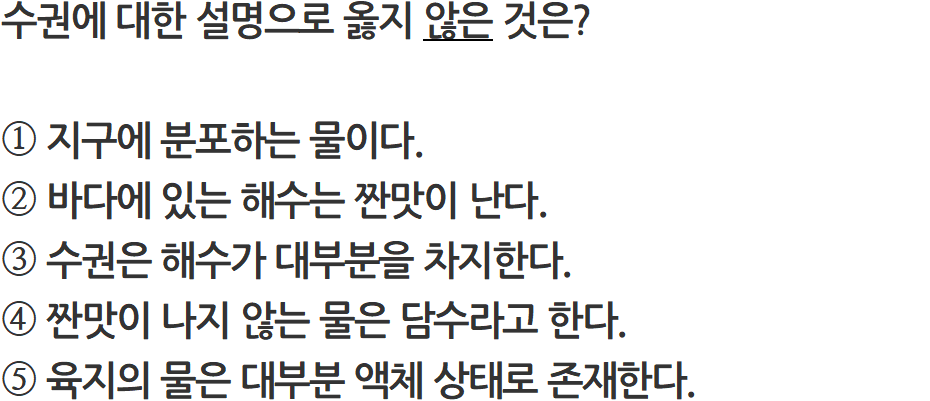 수권에 대한 설명으로 옳지 않은 것은?
① 지구에 분포하는 물이다.
② 바다에 있는 해수는 짠맛이 난다.
③ 수권은 해수가 대부분을 차지한다.
④ 짠맛이 나지 않는 물은 담수라고 한다.
⑤ 육지의 물은 대부분 액체 상태로 존재한다.